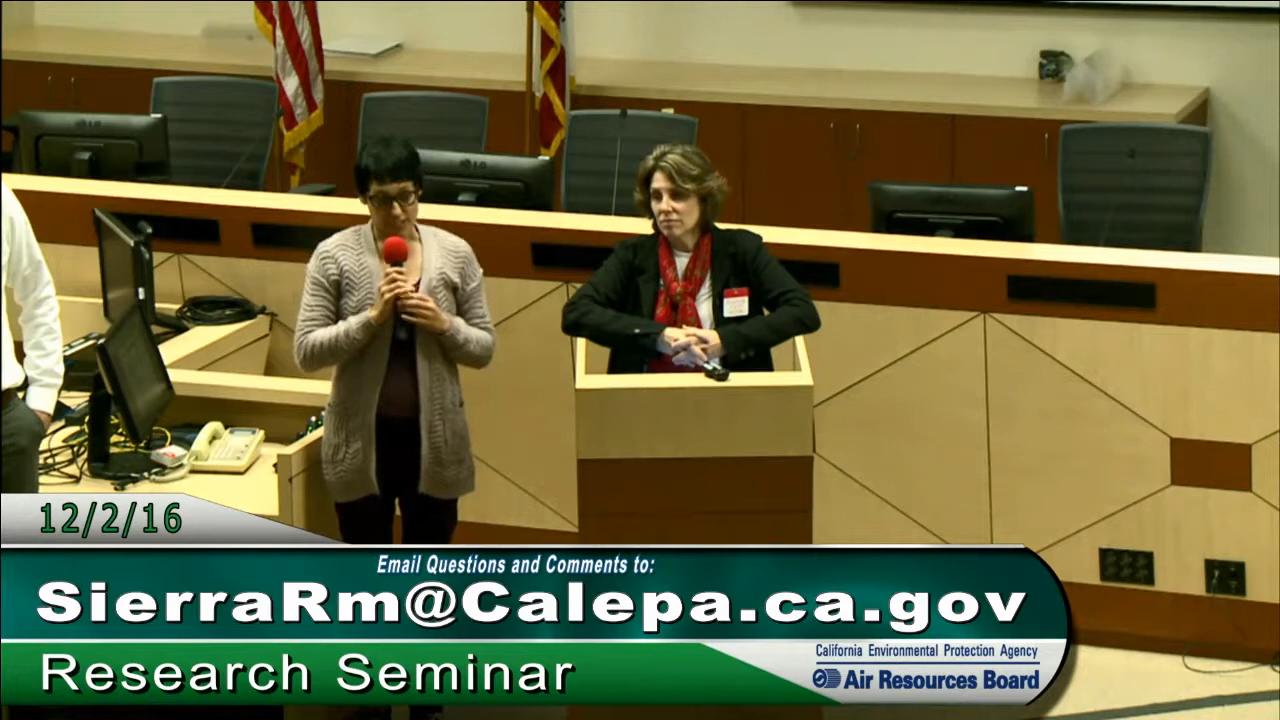 12/2/16
Email Questions and Comments to:
SierraRm@Calepa.ca.gov
Research Seminar
California Environmental Protection Agency
Air Resources Board
LG